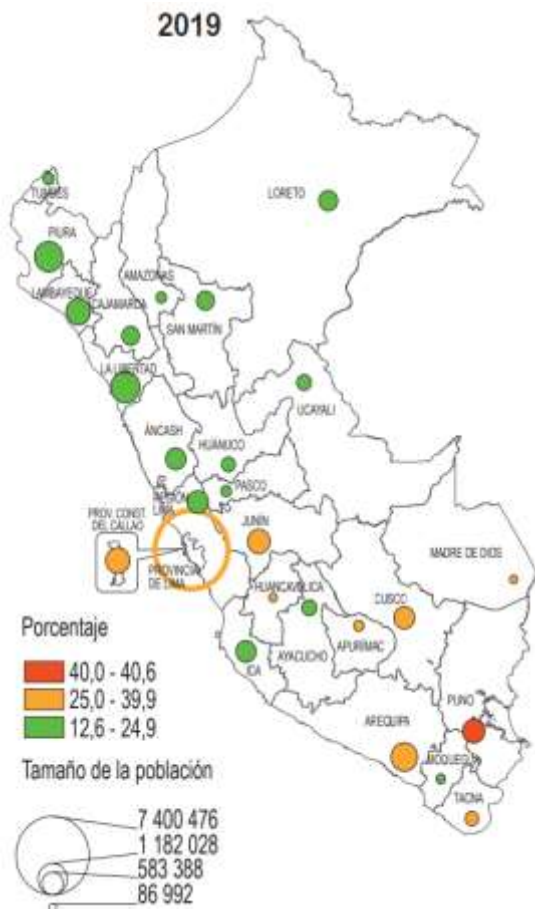 2019
TUMBES
LORETO
PIURA
AMAZONAS
LAMBAYEQUE
CAJAMARCA
SAN MARTÍN
LA LIBERTAD
UCAYALI
ÁNCASH
HUÁNUCO
PASCO
REGIÓN
LIMA
PROV. CONST.
DEL CALLAO
JUNÍN
MADRE DE DIOS
PROVINCIA
DE LIMA
HUANCAVELICA
CUSCO
Porcentaje
AYACUCHO
APURÍMAC
ICA
40,0 - 40,6
25,0 - 39,9
12,6 - 24,9
PUNO
AREQUIPA
MOQUEGUA
TACNA
Tamaño de la población
7 400 476
1 182 028
583 388
86 992